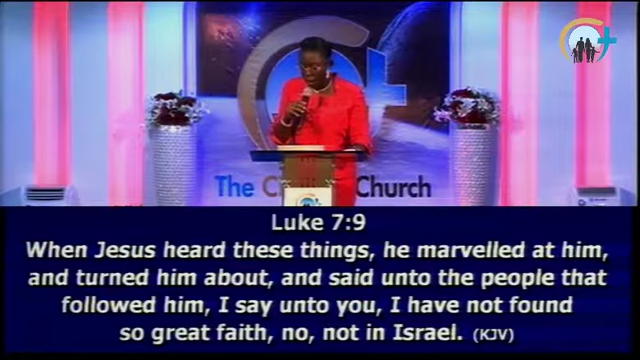 The C Church
Luke 7:9
When Jesus heard these things, he marvelled at him,
and turned him about, and said unto the people that
followed him, I say unto you, I have not found
so great faith, no, not in Israel. (KJV)